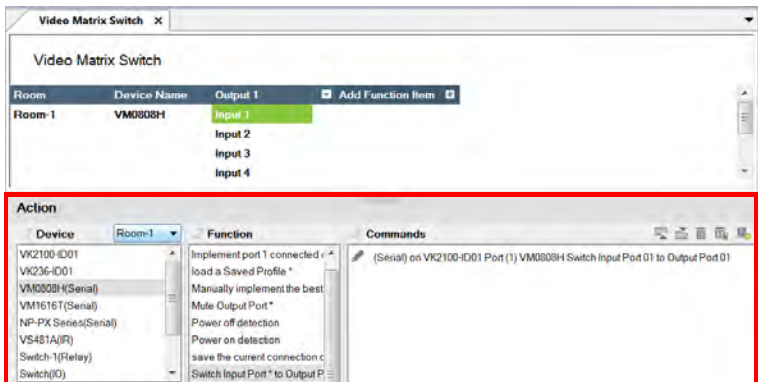 Video Matrix Switch X
Video Matrix Switch
Room Device Name Output 1 Add Function Item
Room-1 VM0808H Input 1
Input 2
Input 3
Input 4
Action
Device Room-1 Function Commands
VK2100-ID01
VK236-ID01
VM0808H(Serial)
VM1616T(Serial)
NP-PX Series(Serial)
VS481A(IR)
Switch-1(Relay)
Switch(IO)
Implement port 1 connected
load a Saved Profile *
Manually implement the best
Mute Output Port *
Power off detection
Power on detection
save the current connection
Switch Input Port * to Output P
(Serial) on VK2100-ID01 Port (1) VM0808H Switch Input Port 01 to Output Port 01